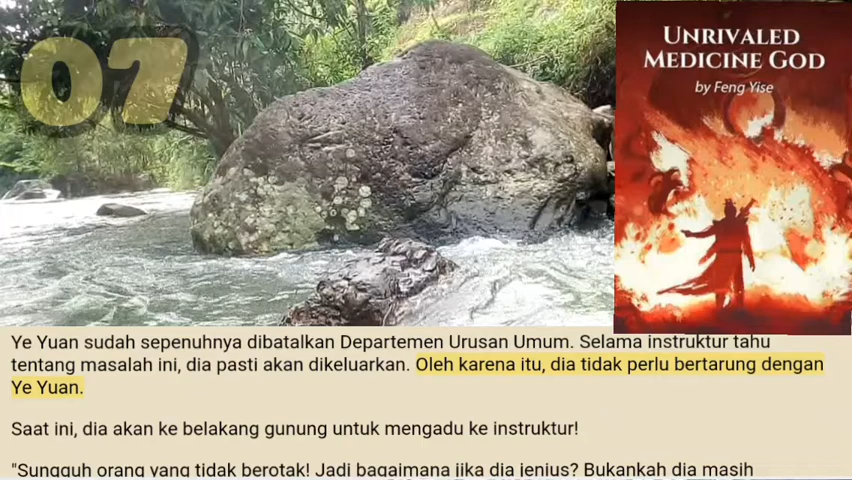 07
UNRIVALED
MEDICINE GOD
by Feng Yise
Ye Yuan sudah sepenuhnya dibatalkan Departemen Urusan Umum. Selama instruktur tahu
tentang masalah ini, dia pasti akan dikeluarkan. Oleh karena itu, dia tidak perlu bertarung dengan
Ye Yuan.
Saat ini, dia akan ke belakang gunung untuk mengadu ke instruktur!
"Sungguh orang yang tidak berotak! Jadi bagaimana jika dia jenius? Bukankah dia masih